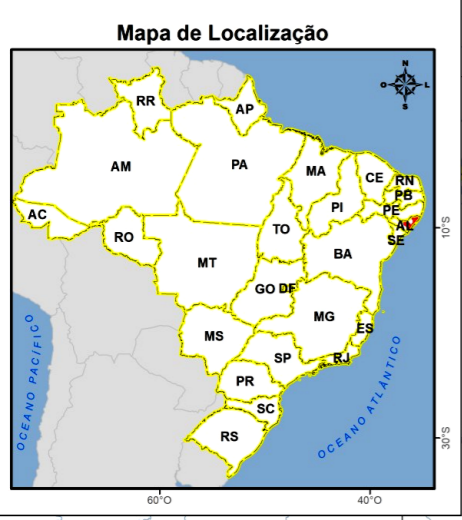 Mapa de Localização
N
O L
S
RR
AP
AM
PA
MA
CE
RN
PB
PI
PE
AC
AL
SE
RO
TO
BA
MT
GO DF
MG
ES
MS
SP
RJ
PR
SC
RS
OCEANO PACÍFICO
OCEANO ATLÂNTICO
10°S
30°S
60°O
40°O